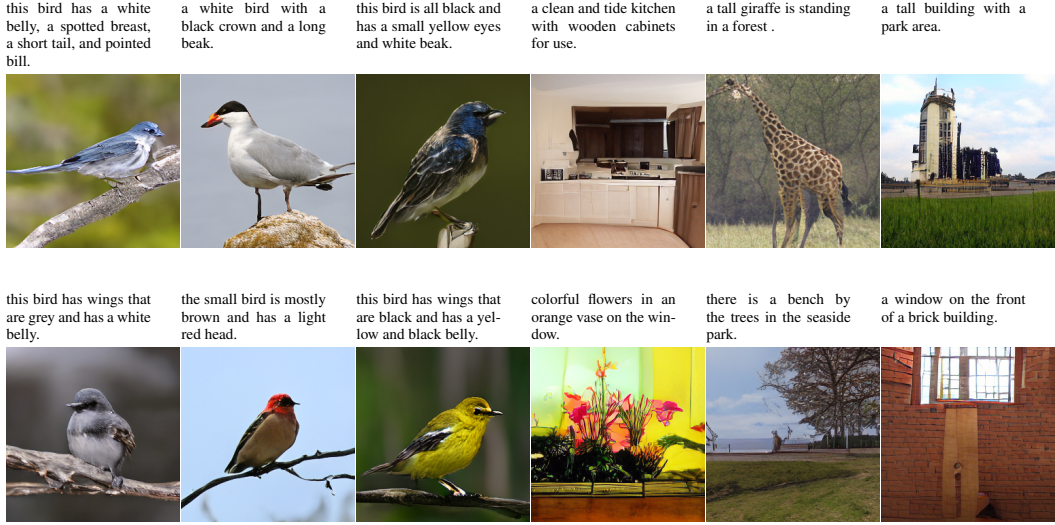 this bird has a white
belly, a spotted breast,
a short tail, and pointed
bill.
a white bird with a
black crown and a long
beak.
this bird is all black and
has a small yellow eyes
and white beak.
a clean and tide kitchen
with wooden cabinets
for use.
a tall giraffe is standing
in a forest .
a tall building with a
park area.
this bird has wings that
are grey and has a white
belly.
the small bird is mostly
brown and has a light
red head.
this bird has wings that
are black and has a yel-
low and black belly.
colorful flowers in an
orange vase on the win-
dow.
there is a bench by
the trees in the seaside
park.
a window on the front
of a brick building.